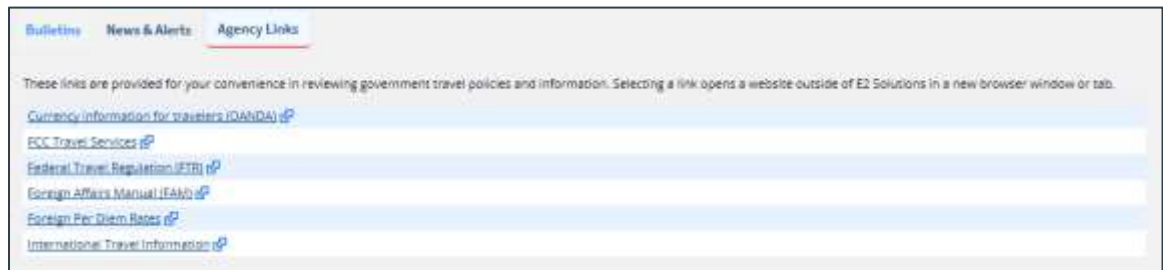 Bulletins News & Alerts Agency Links
These links are provided for your convenience in reviewing government travel policies and information. Selecting a link opens a website outside of E2 Solutions in a new browser window or tab.
Currency information for travelers (OANDA)
FCC Travel Services
Federal Travel Regulation (FTR)
Foreign Affairs Manual (FAM)
Foreign Per Diem Rates
International Travel Information